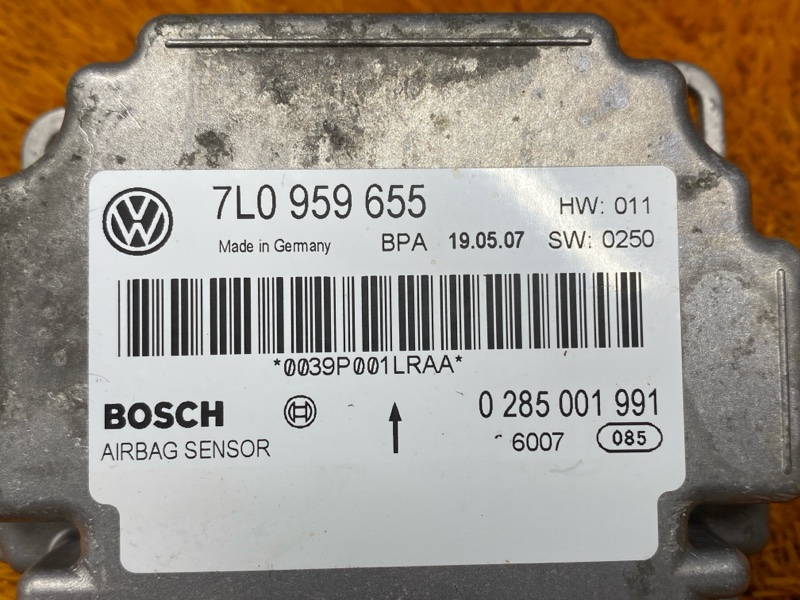 7L0 959 655 HW: 011
Made in Germany BPA 19.05.07 SW: 0250
*0039P001LRAA*
BOSCH 0 285 001 991
AIRBAG SENSOR 6007 085